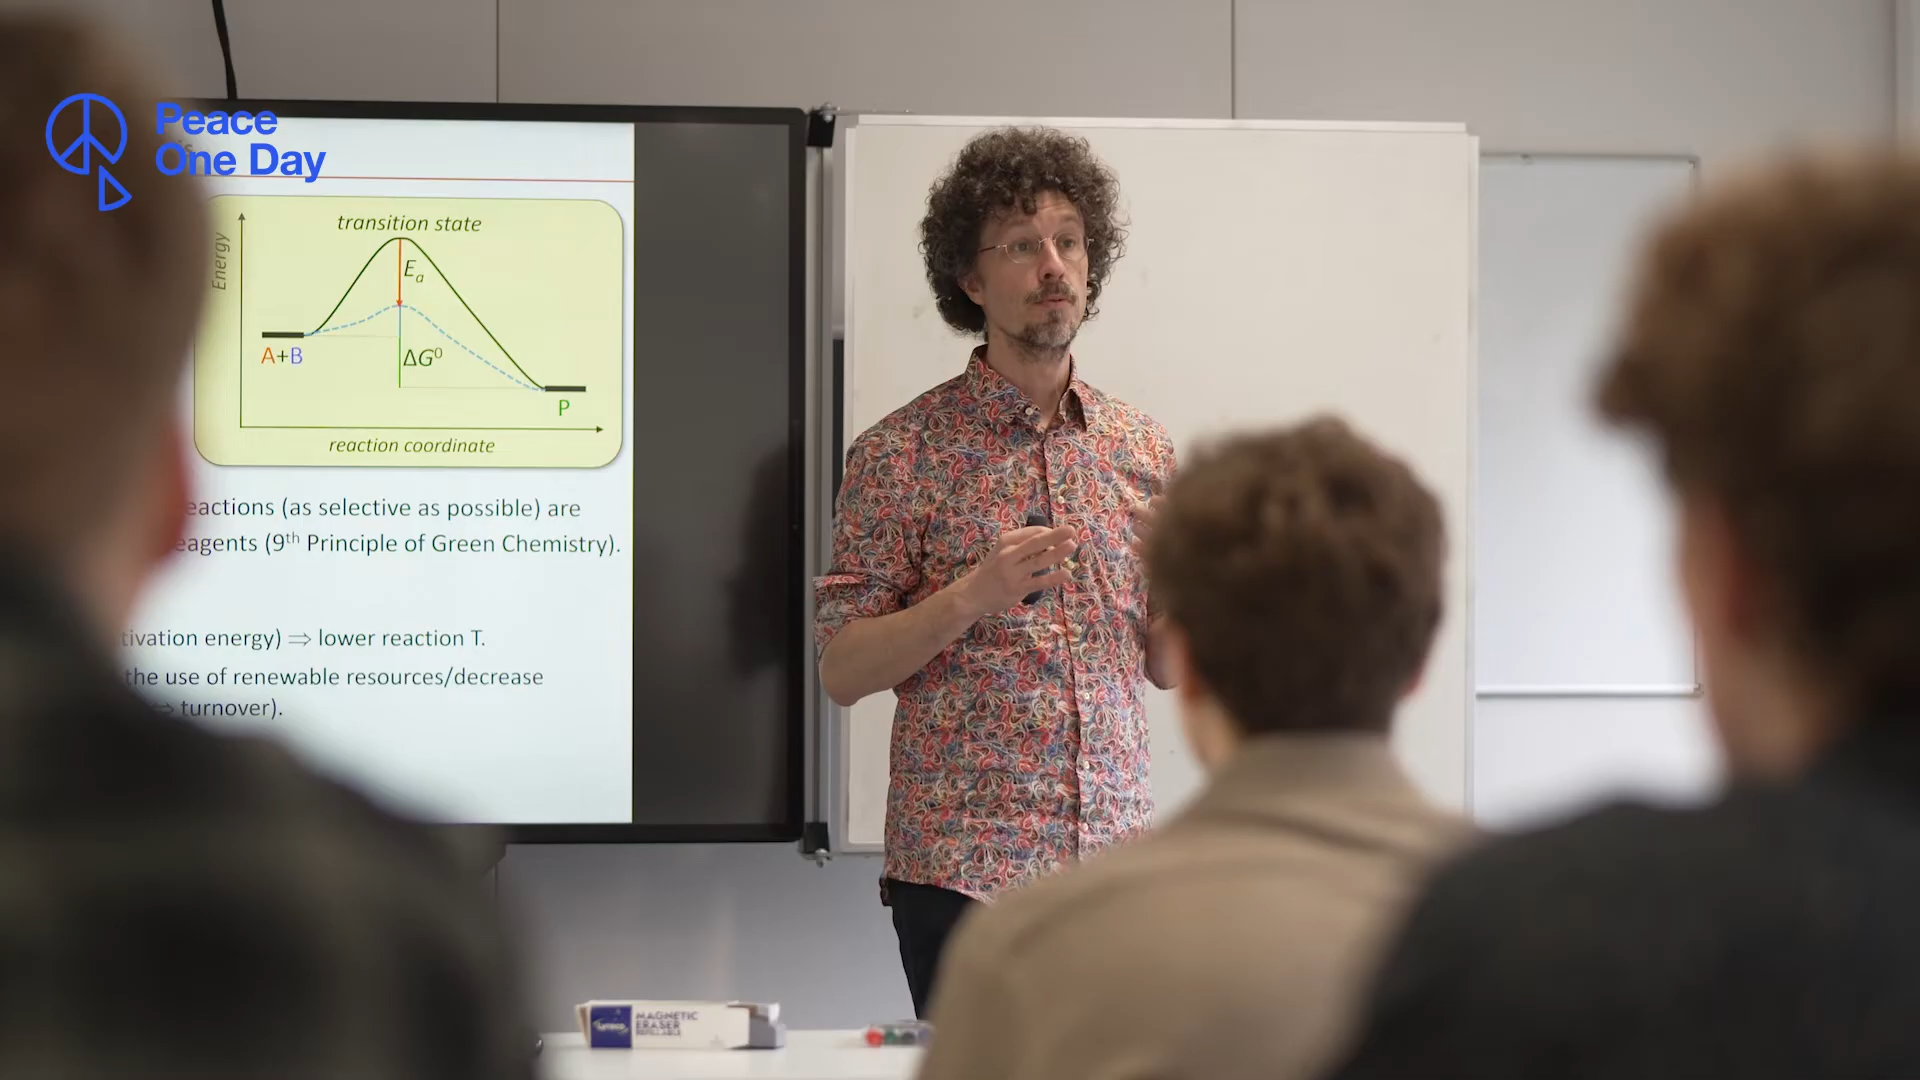 Peace
One Day
transition state
Energy
Ea
A+B
ΔG⁰
P
reaction coordinate
eactions (as selective as possible) are
eagents (9th Principle of Green Chemistry).
tivation energy) ⇒ lower reaction T.
the use of renewable resources/decrease
⇔ turnover).
MAGNETIC
ERASER
REFILLABLE